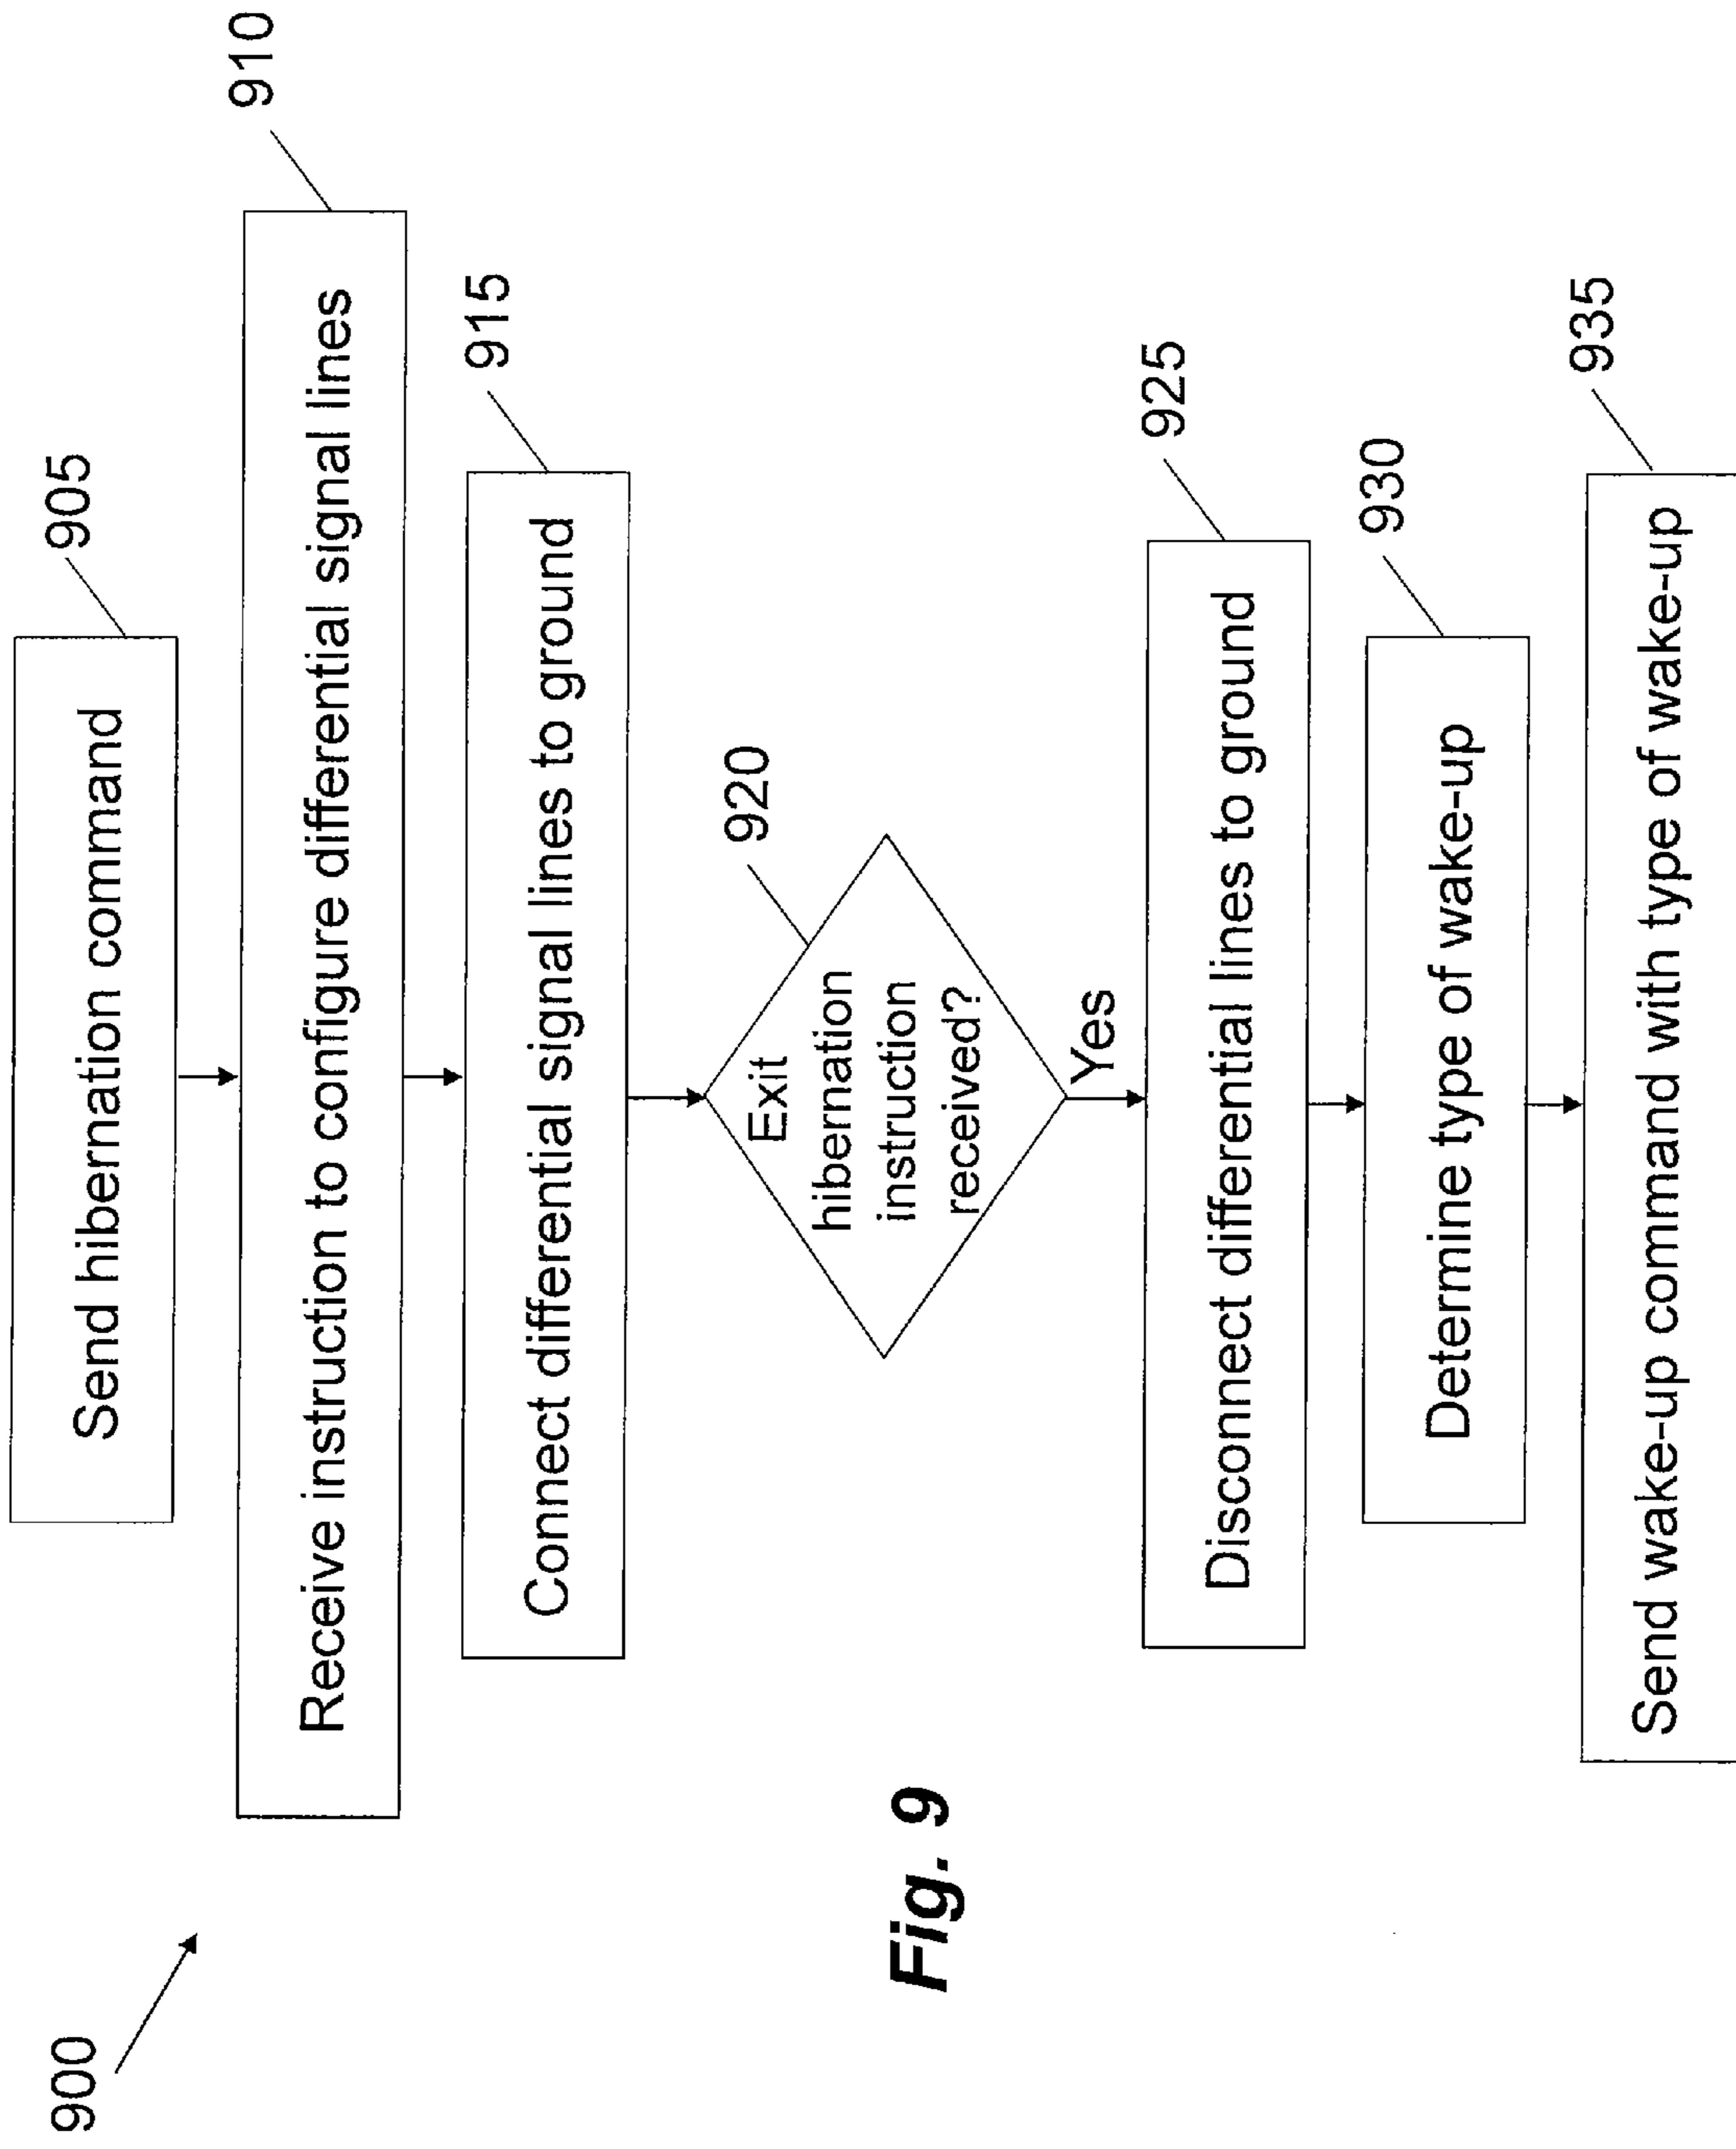 900
Send hibernation command
905
Receive instruction to configure differential signal lines
910
Connect differential signal lines to ground
915
Exit
hibernation
instruction
received?
920
Yes
Disconnect differential lines to ground
925
Determine type of wake-up
930
Send wake-up command with type of wake-up
935
Fig. 9